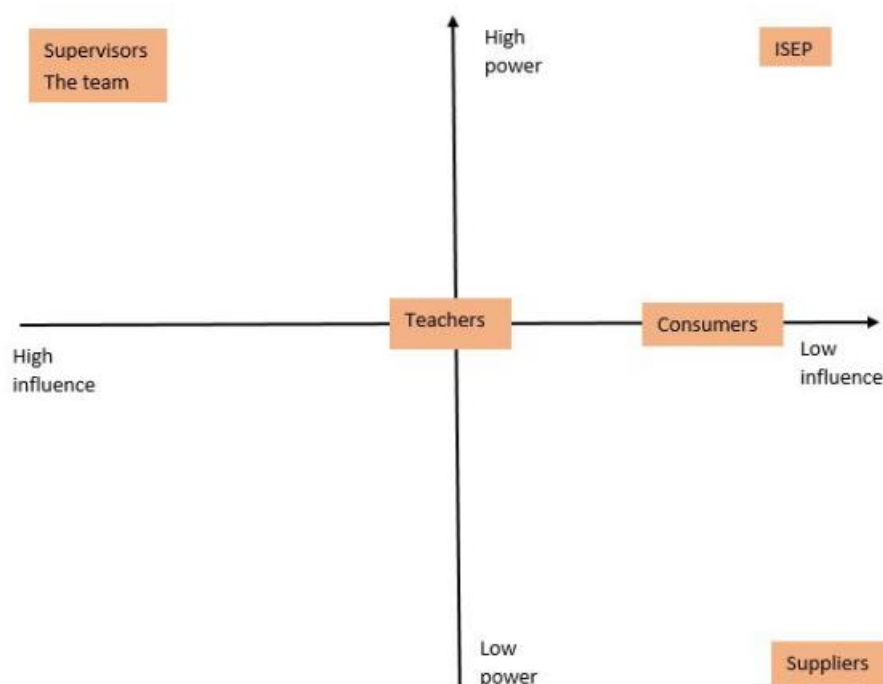 Supervisors
The team
High
power
ISEP
Teachers
Consumers
High
influence
Low
influence
Low
power
Suppliers